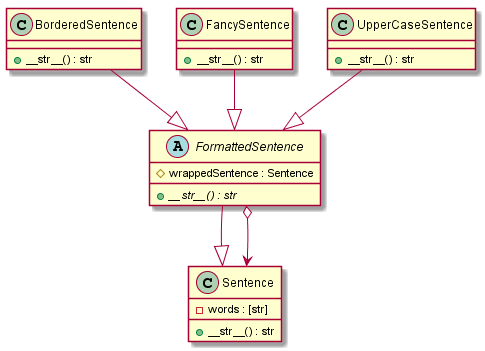 C BorderedSentence
__str__() : str
C FancySentence
__str__() : str
C UpperCaseSentence
__str__() : str
A FormattedSentence
wrappedSentence : Sentence
__str__() : str
C Sentence
words : [str]
__str__() : str